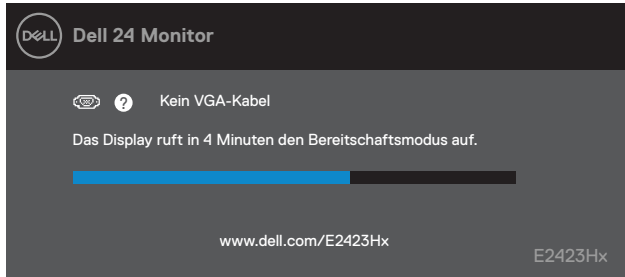 DELL Dell 24 Monitor
? Kein VGA-Kabel
Das Display ruft in 4 Minuten den Bereitschaftsmodus auf.
www.dell.com/E2423Hx
E2423Hx